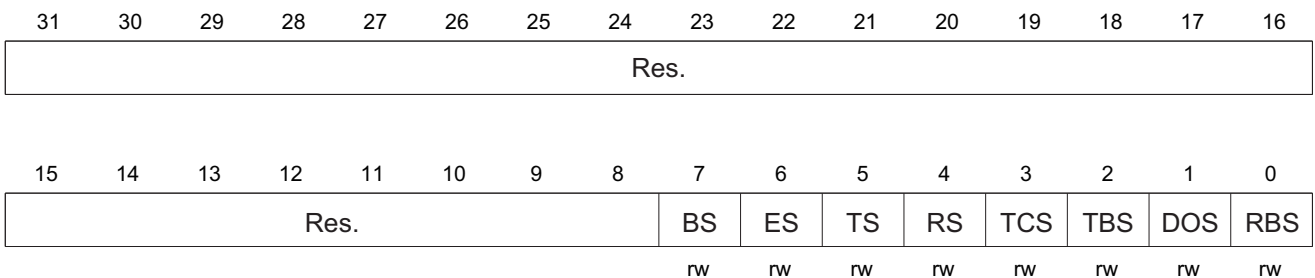 31 30 29 28 27 26 25 24 23 22 21 20 19 18 17 16
Res.
15 14 13 12 11 10 9 8 7 6 5 4 3 2 1 0
Res. BS ES TS RS TCS TBS DOS RBS
rw rw rw rw rw rw rw rw